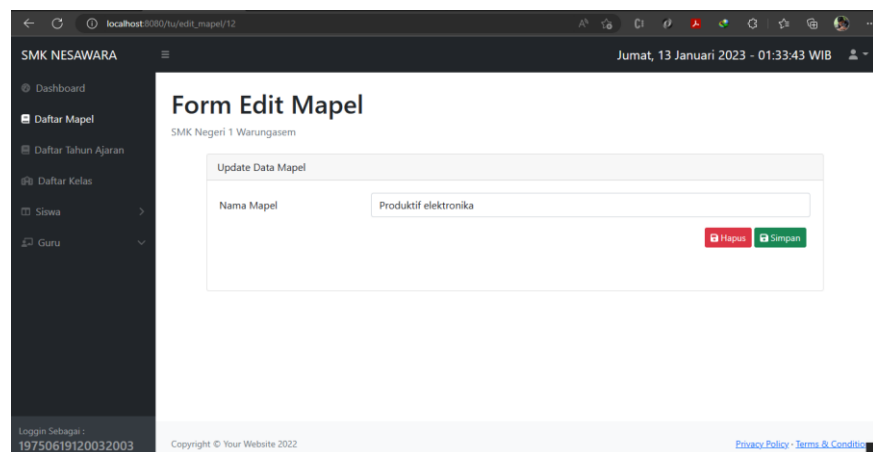 localhost:8080/tu/edit_mapel/12
SMK NESAWARA
Jumat, 13 Januari 2023 - 01:33:43 WIB
Dashboard
Daftar Mapel
Daftar Tahun Ajaran
Daftar Kelas
Siswa
Guru
Form Edit Mapel
SMK Negeri 1 Warungasem
Update Data Mapel
Nama Mapel
Produktif elektronika
Hapus
Simpan
Loggin Sebagai :
19750619120032003
Copyright © Your Website 2022
Privacy Policy · Terms & Conditio